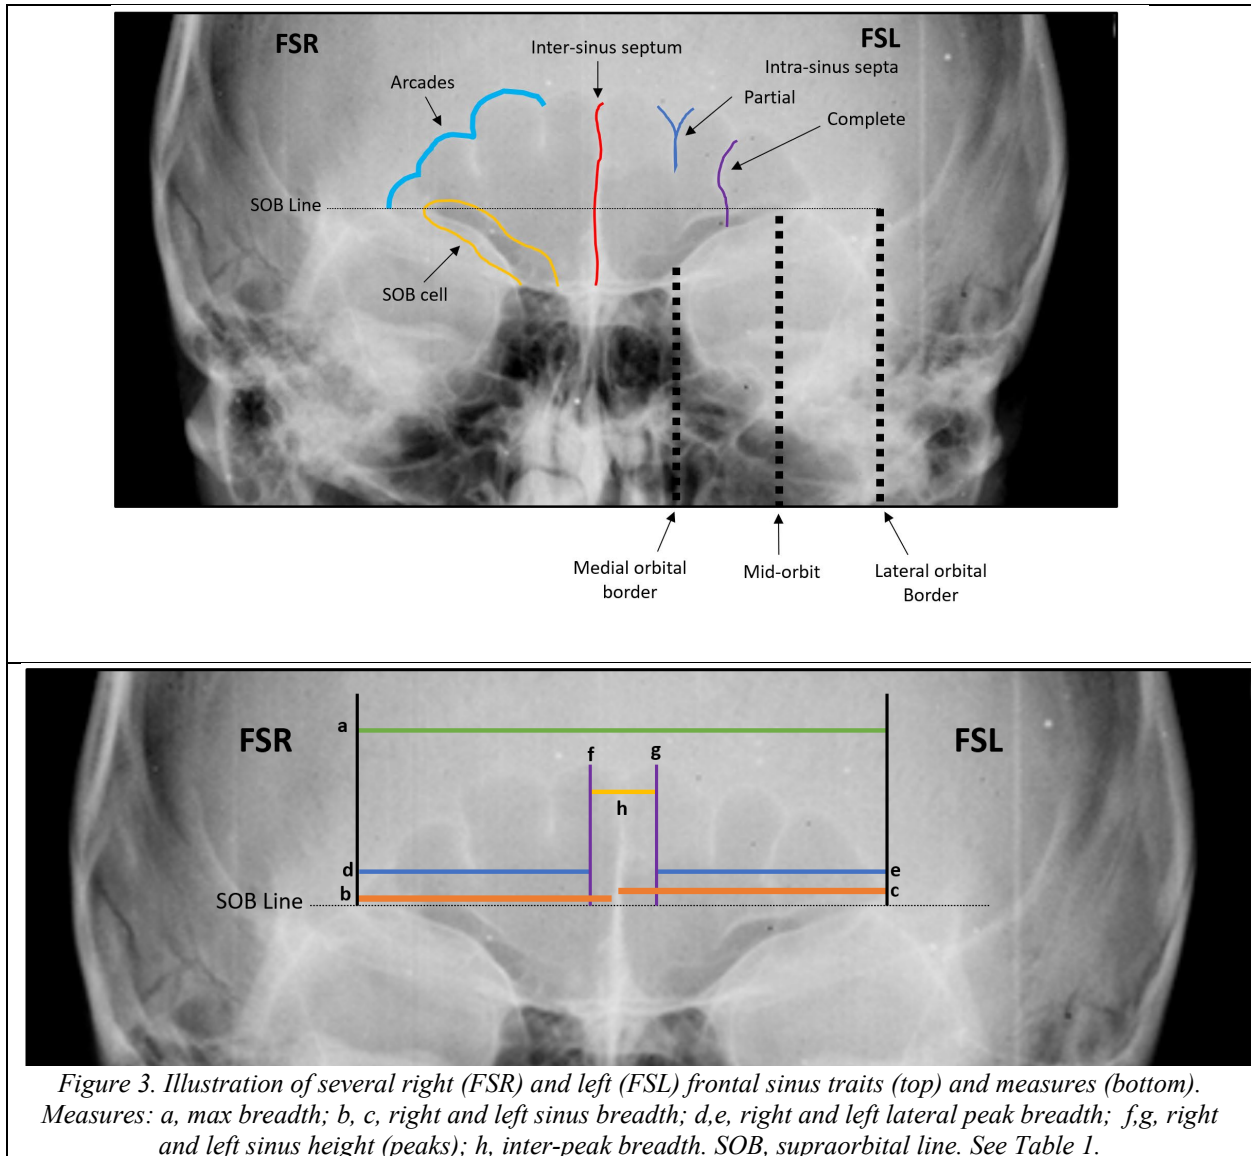 FSR
Inter-sinus septum
FSL
Intra-sinus septa
Arcades
Partial
Complete
SOB Line
SOB cell
Medial orbital
border
Mid-orbit
Lateral orbital
Border
a
FSR
FSL
f
g
h
d
e
b
c
SOB Line
Figure 3. Illustration of several right (FSR) and left (FSL) frontal sinus traits (top) and measures (bottom).
Measures: a, max breadth; b, c, right and left sinus breadth; d,e, right and left lateral peak breadth; f,g, right
and left sinus height (peaks); h, inter-peak breadth. SOB, supraorbital line. See Table 1.